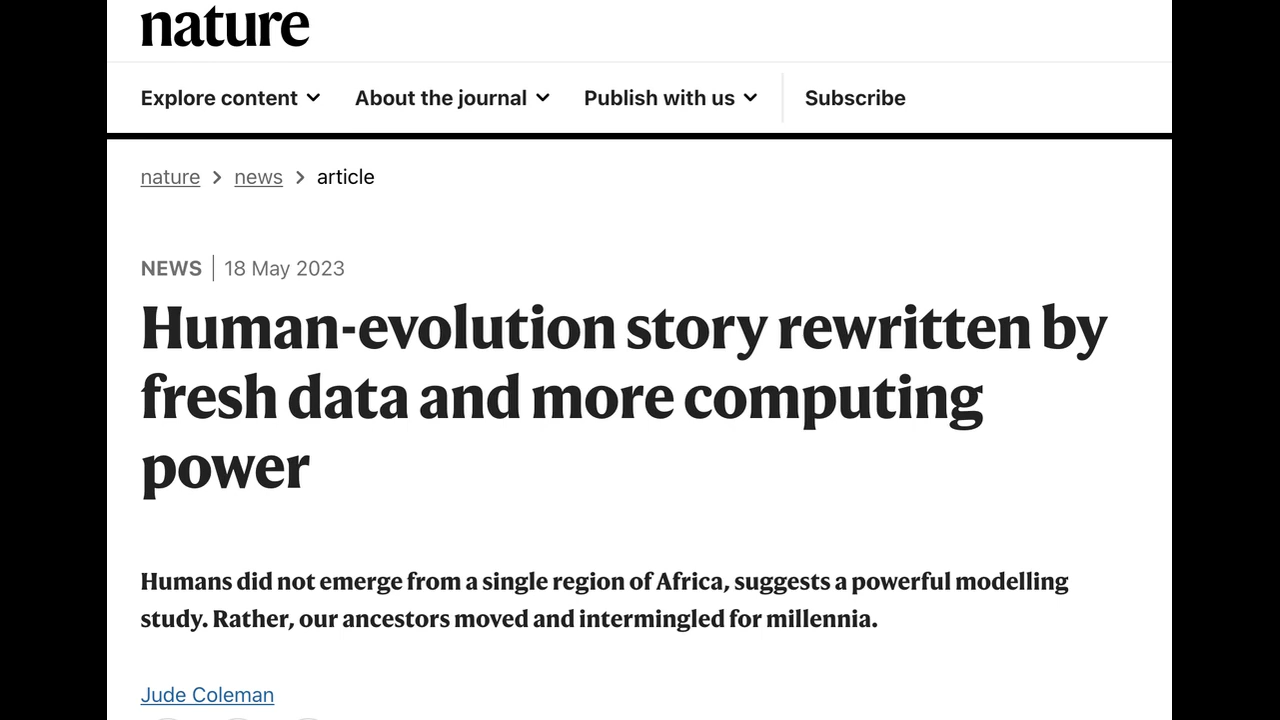 nature
Explore content About the journal Publish with us Subscribe
nature > news > article
NEWS | 18 May 2023
Human-evolution story rewritten by
fresh data and more computing
power
Humans did not emerge from a single region of Africa, suggests a powerful modelling
study. Rather, our ancestors moved and intermingled for millennia.
Jude Coleman